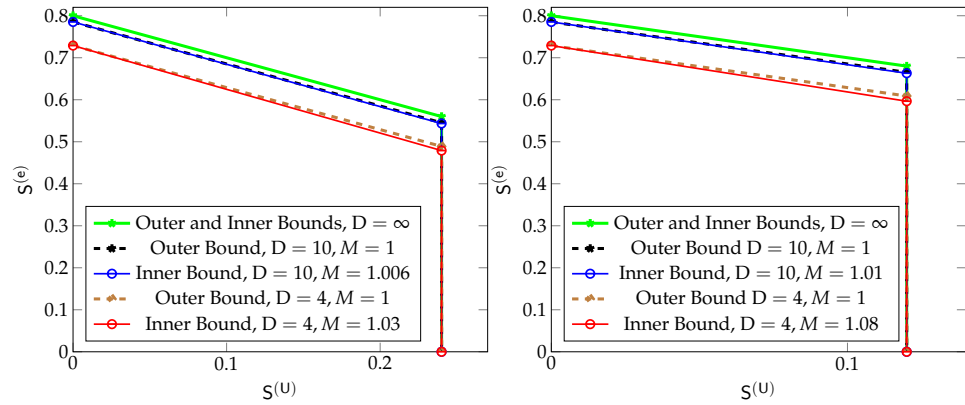 0.8
0.7
0.6
0.5
0.4
0.3
0.2
0.1
0
S(e)
Outer and Inner Bounds, D = ∞
Outer Bound, D = 10, M = 1
Inner Bound, D = 10, M = 1.006
Outer Bound, D = 4, M = 1
Inner Bound, D = 4, M = 1.03
0 0.1 0.2
S(U)
0.8
0.7
0.6
0.5
0.4
0.3
0.2
0.1
0
S(e)
Outer and Inner Bounds, D = ∞
Outer Bound D = 10, M = 1
Inner Bound, D = 10, M = 1.01
Outer Bound, D = 4, M = 1
Inner Bound, D = 4, M = 1.08
0 0.1
S(U)